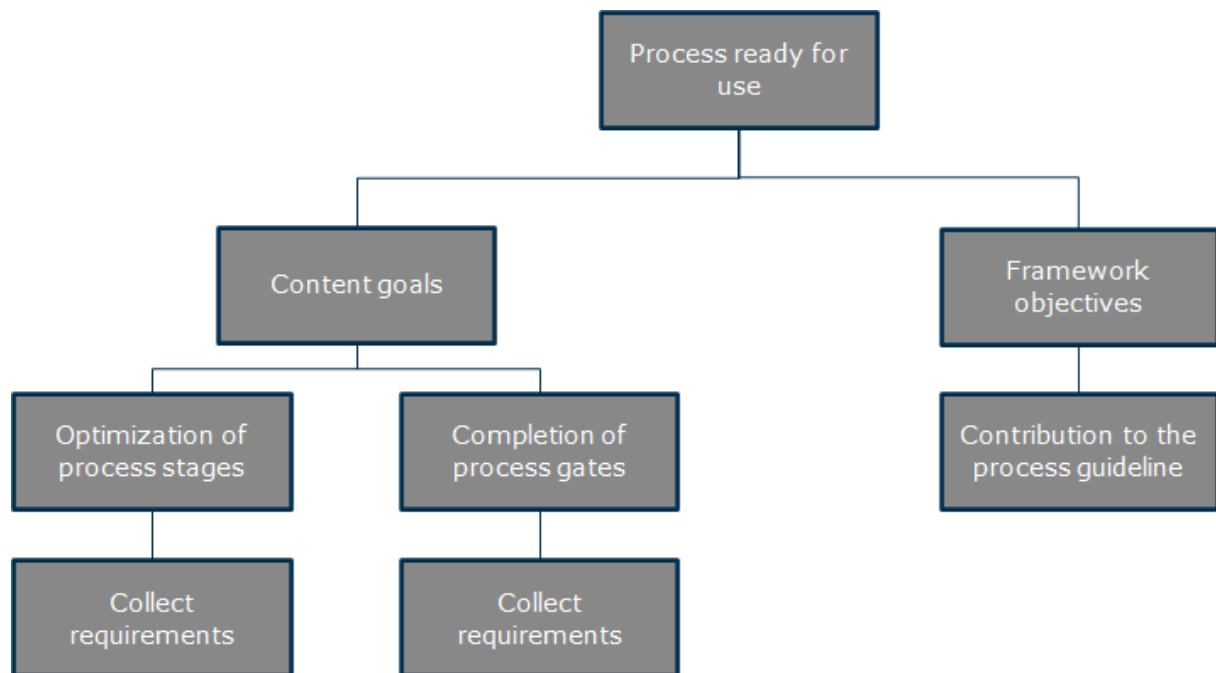 Process ready for
use
Content goals
Framework
objectives
Optimization of
process stages
Completion of
process gates
Contribution to the
process guideline
Collect
requirements
Collect
requirements